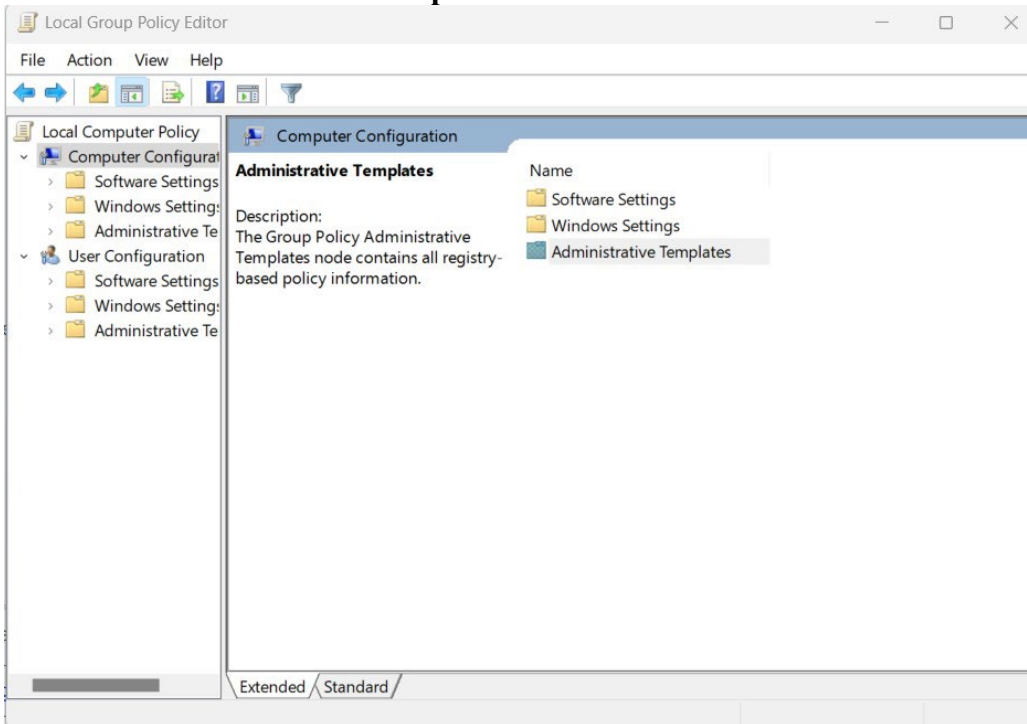 Local Group Policy Editor
File Action View Help
Local Computer Policy
Computer Configurat
Software Settings
Windows Setting
Administrative Te
User Configuration
Software Settings
Windows Setting
Administrative Te
Computer Configuration
Administrative Templates
Description:
The Group Policy Administrative
Templates node contains all registry-
based policy information.
Name
Software Settings
Windows Settings
Administrative Templates
Extended Standard